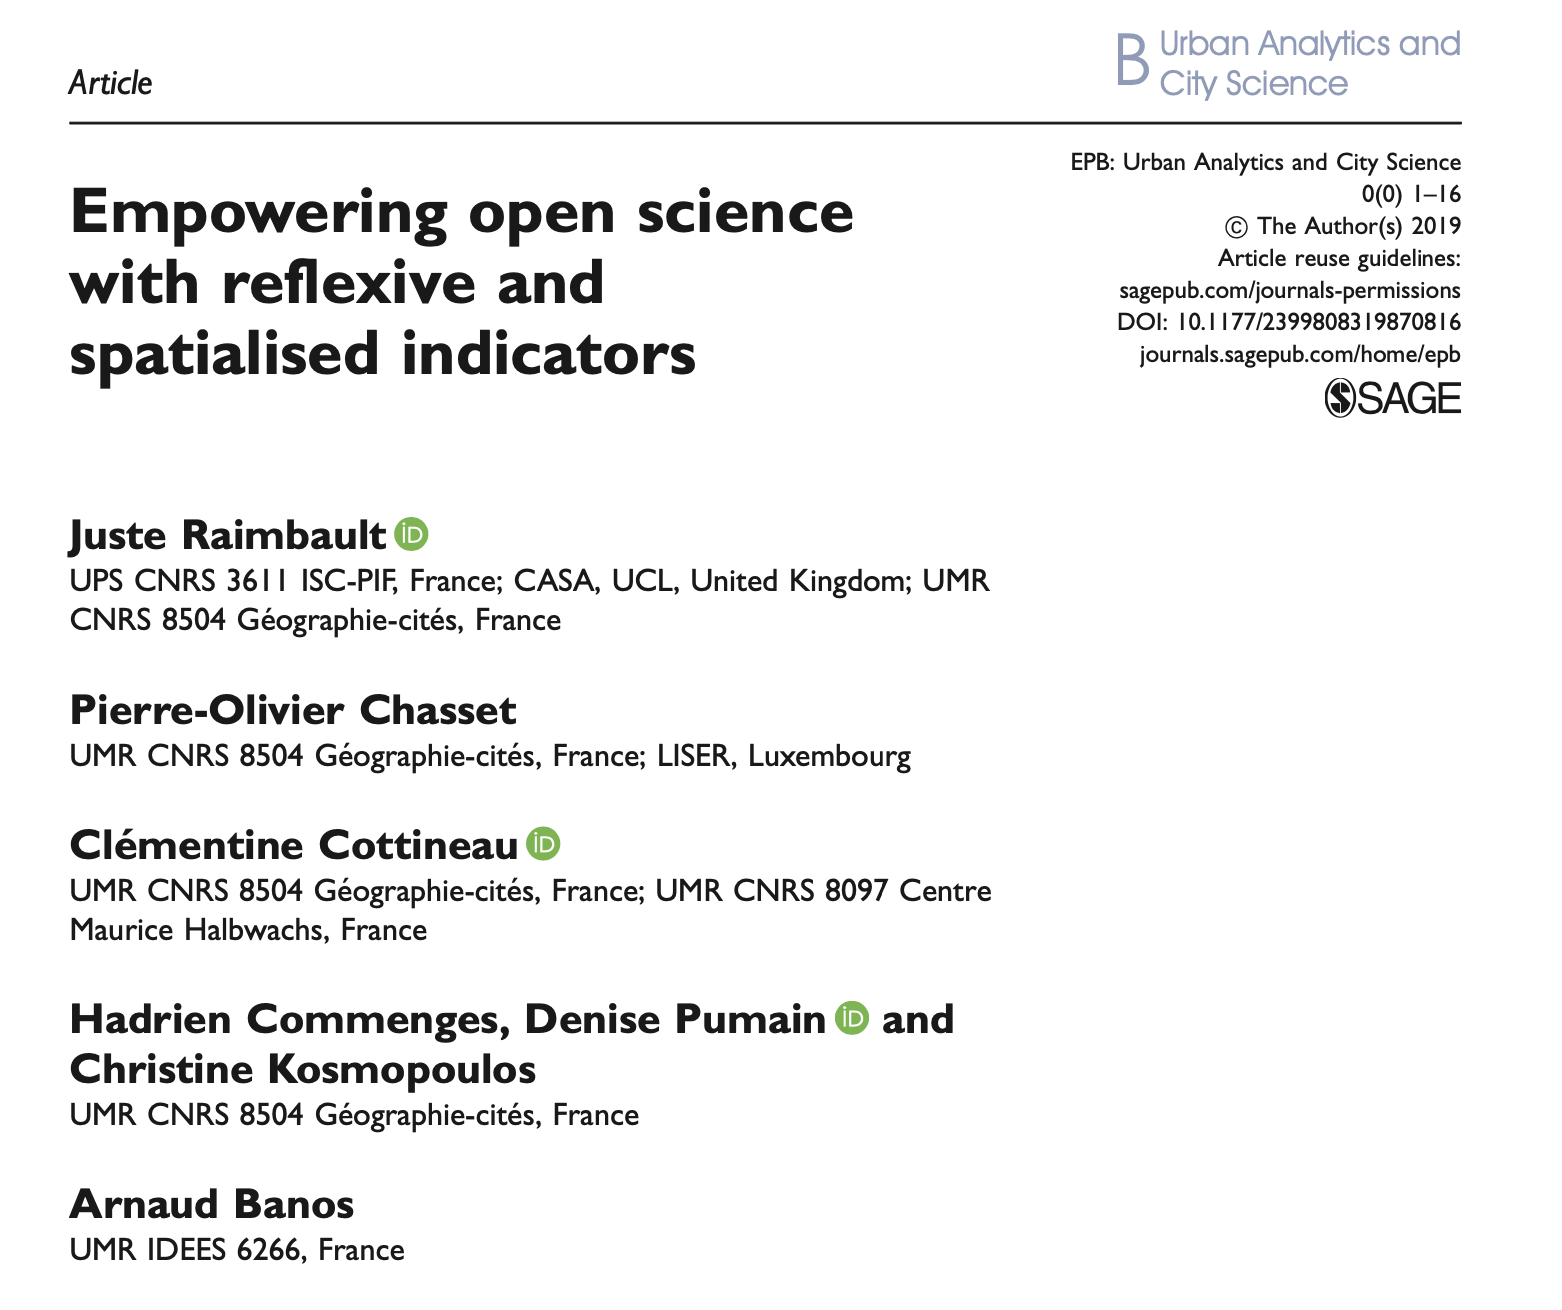 Article
B Urban Analytics and
City Science
Empowering open science
with reflexive and
spatialised indicators
EPB: Urban Analytics and City Science
0(0) 1–16
© The Author(s) 2019
Article reuse guidelines:
sagepub.com/journals-permissions
DOI: 10.1177/2399808319870816
journals.sagepub.com/home/epb
SSAGE
Juste Raimbault iD
UPS CNRS 3611 ISC-PIF, France; CASA, UCL, United Kingdom; UMR
CNRS 8504 Géographie-cités, France
Pierre-Olivier Chasset
UMR CNRS 8504 Géographie-cités, France; LISER, Luxembourg
Clémentine Cottineau iD
UMR CNRS 8504 Géographie-cités, France; UMR CNRS 8097 Centre
Maurice Halbwachs, France
Hadrien Commenges, Denise Pumain iD and
Christine Kosmopoulos
UMR CNRS 8504 Géographie-cités, France
Arnaud Banos
UMR IDEES 6266, France